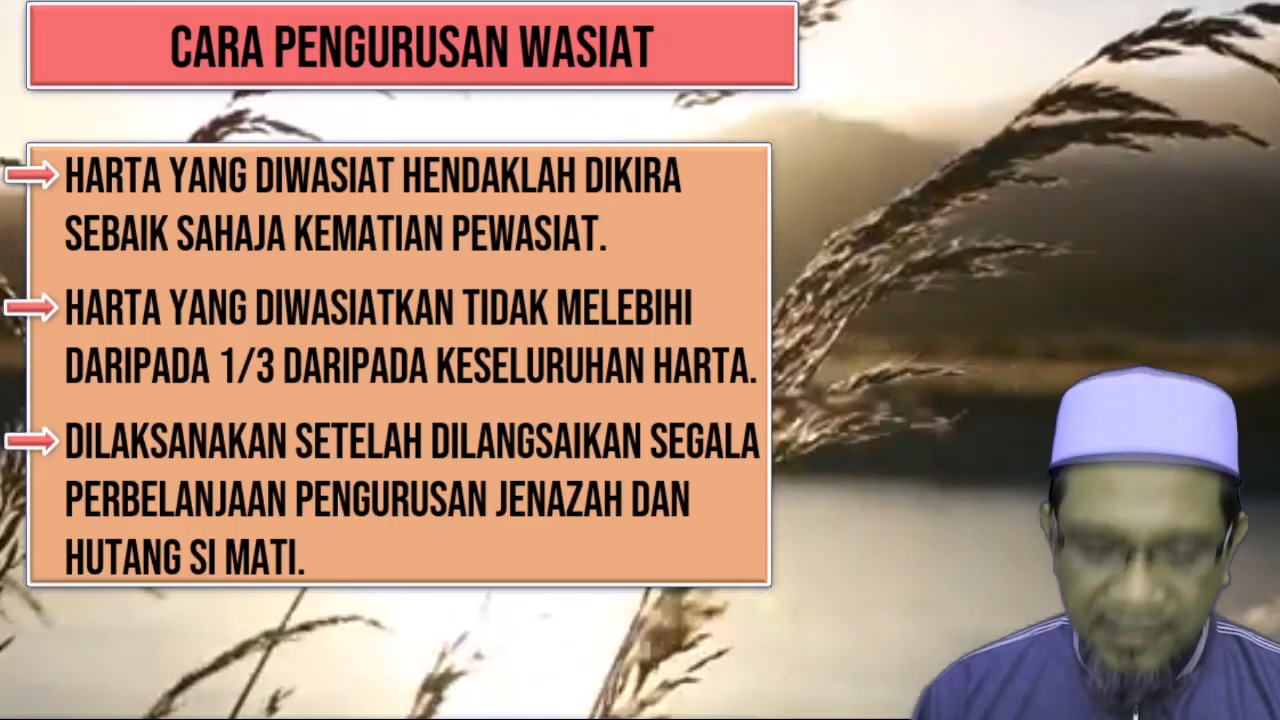 CARA PENGURUSAN WASIAT
HARTA YANG DIWASIAT HENDAKLAH DIKIRA
SEBAIK SAHAJA KEMATIAN PEWASIAT.
HARTA YANG DIWASIATKAN TIDAK MELEBIHI
DARIPADA 1/3 DARIPADA KESELURUHAN HARTA.
DILAKSANAKAN SETELAH DILANGSAIKAN SEGALA
PERBELANJAAN PENGURUSAN JENAZAH DAN
HUTANG SI MATI.